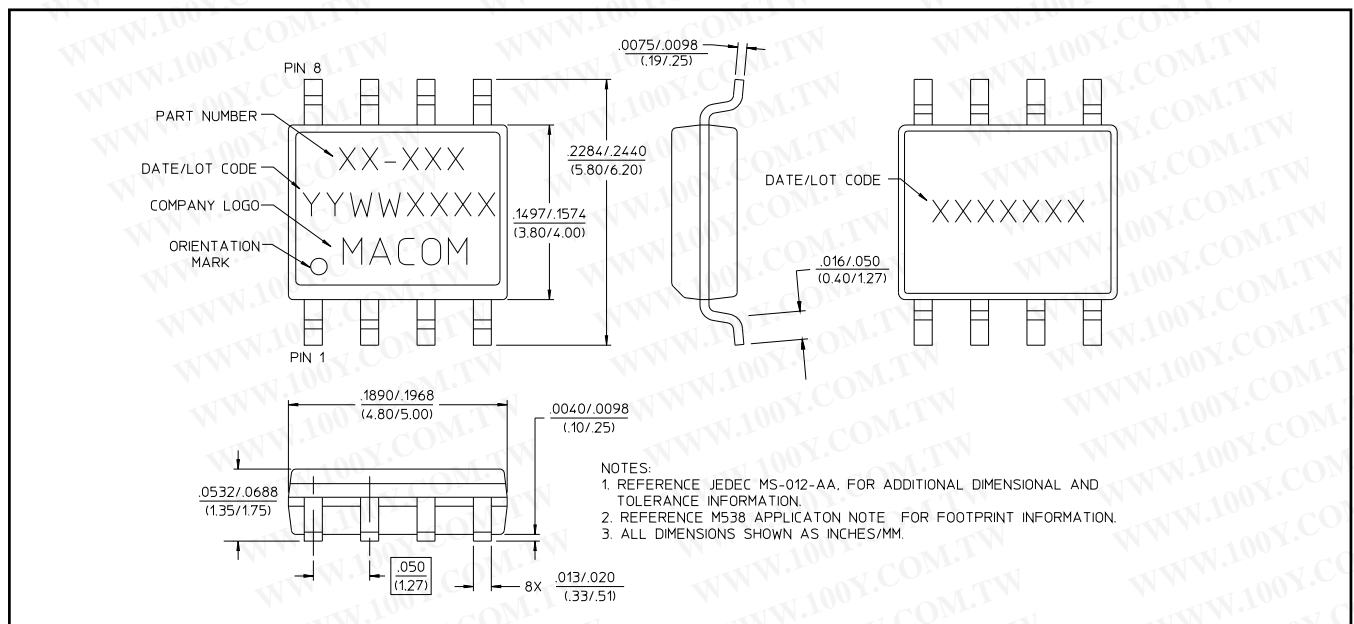 PIN 8
PART NUMBER
XX-XXX
DATE/LOT CODE
YYWWXXXX
COMPANY LOGO
MACOM
ORIENTATION
MARK
PIN 1
.2284/.2440
(5.80/6.20)
.1497/.1574
(3.80/4.00)
.0075/.0098
(.19/.25)
.016/.050
(0.40/1.27)
DATE/LOT CODE
XXXXXXX
.1890/.1968
(4.80/5.00)
.0040/.0098
(.10/.25)
.0532/.0688
(1.35/1.75)
.050
(1.27)
8X .013/.020
(.33/.51)
NOTES:
1. REFERENCE JEDEC MS-012-AA, FOR ADDITIONAL DIMENSIONAL AND
TOLERANCE INFORMATION.
2. REFERENCE M538 APPLICATON NOTE FOR FOOTPRINT INFORMATION.
3. ALL DIMENSIONS SHOWN AS INCHES/MM.
WWW.100Y.COM.TW